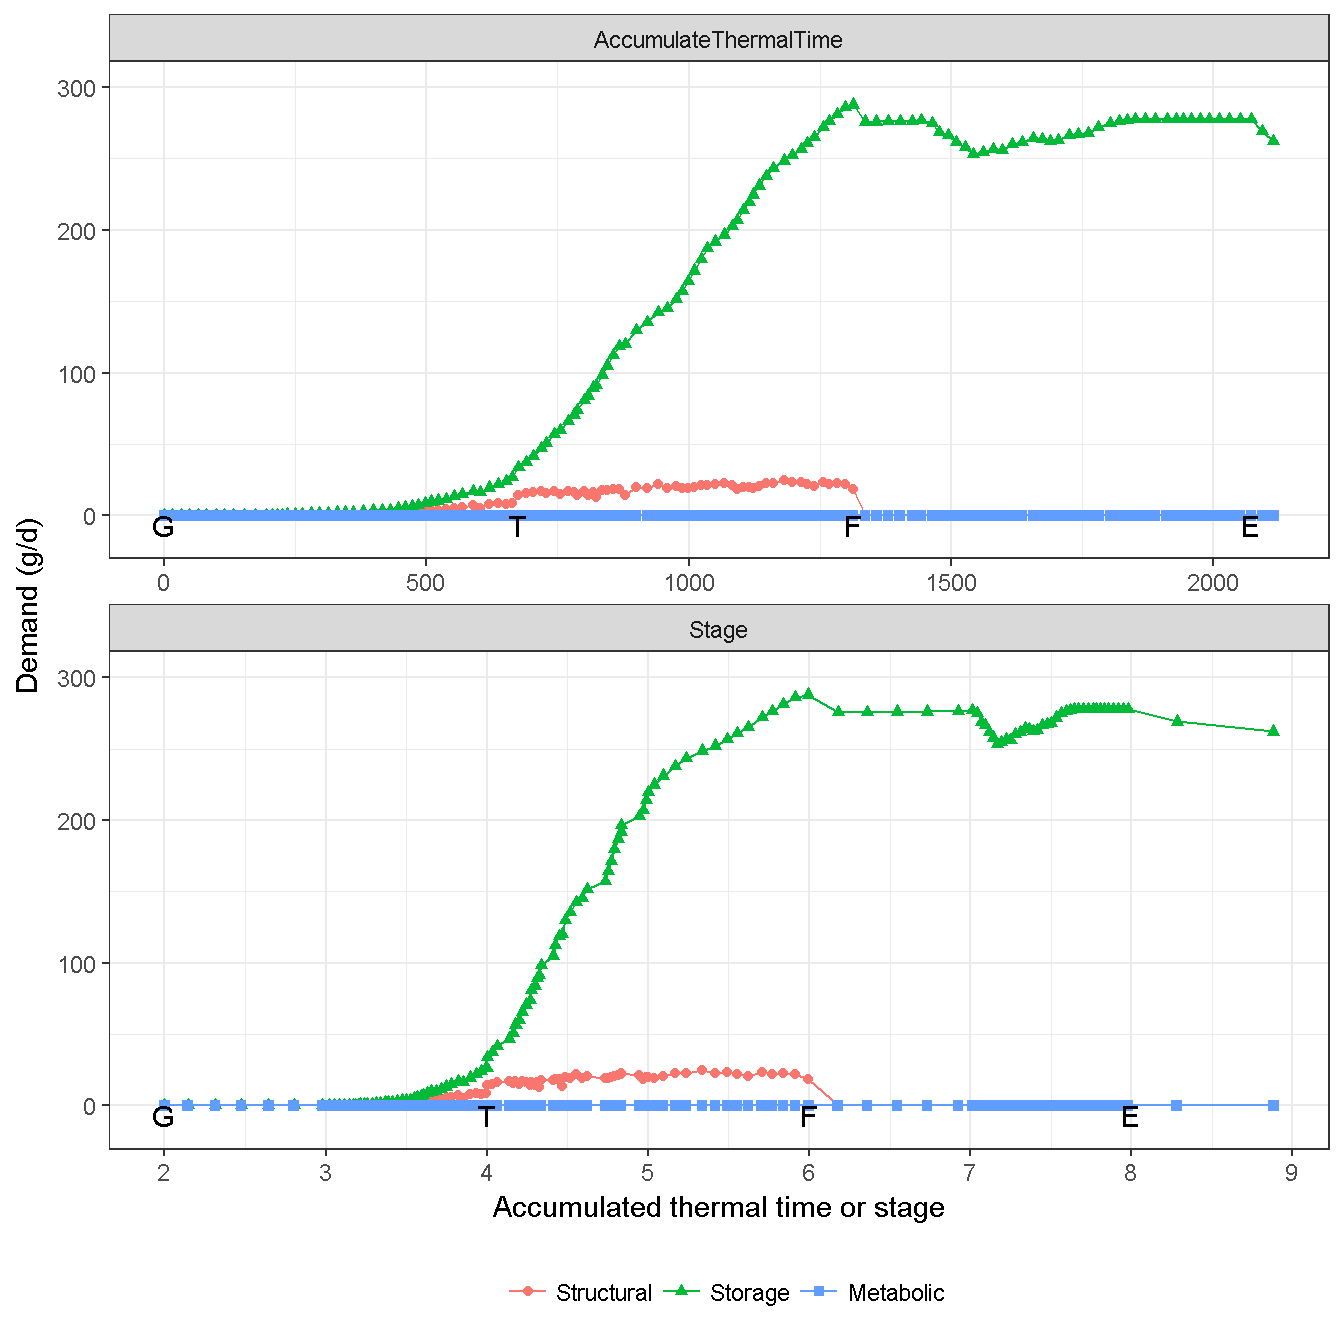 AccumulateThermalTime
300
200
100
0
G T F E
0 500 1000 1500 2000
Demand (g/d)
Stage
300
200
100
0
G T F E
2 3 4 5 6 7 8 9
Accumulated thermal time or stage
Structural Storage Metabolic